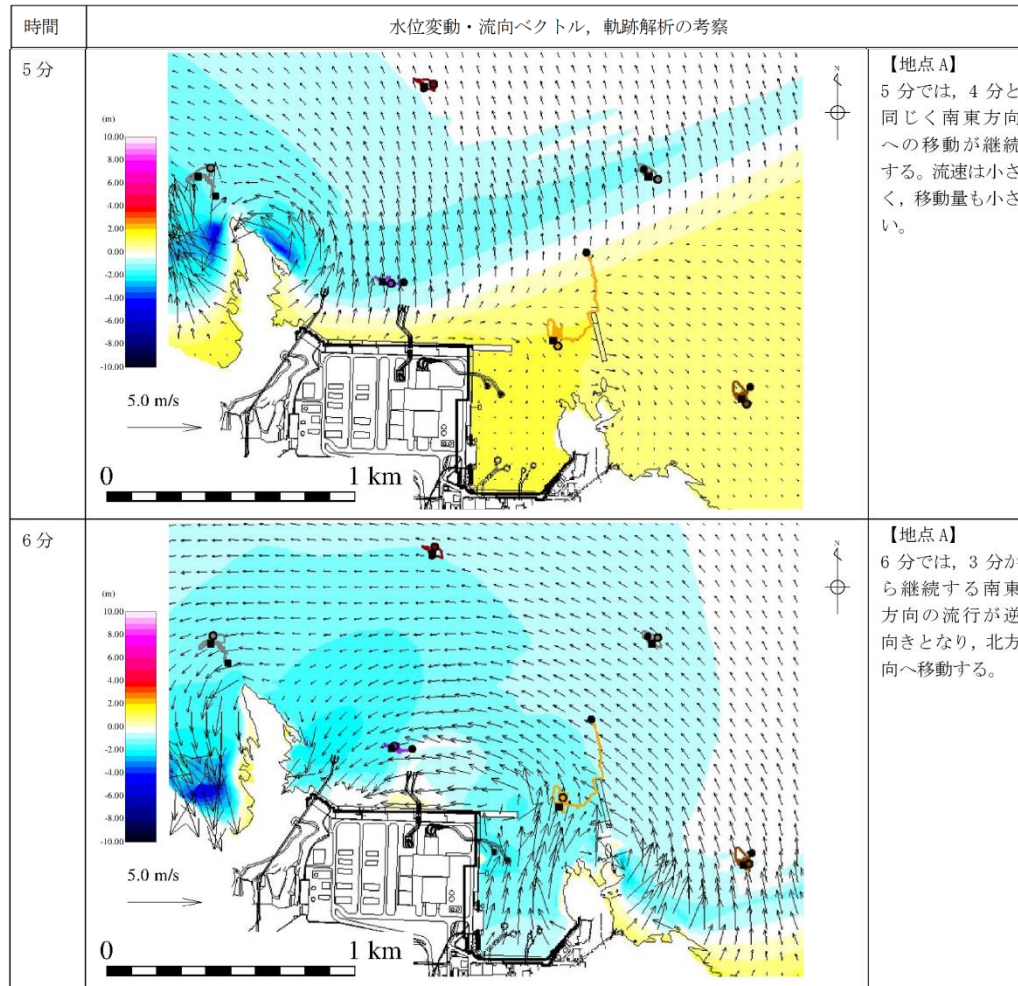 時間
水位変動・流向ベクトル，軌跡解析の考察
5分
(m)
10.00
8.00
6.00
4.00
2.00
0.00
-2.00
-4.00
-6.00
-8.00
-10.00
5.0 m/s
0
1 km
N
【地点 A】
5 分では，4 分と
同じく南東方向
への移動が継続
する。流速は小さ
く，移動量も小さ
い。
6分
(m)
10.00
8.00
6.00
4.00
2.00
0.00
-2.00
-4.00
-6.00
-8.00
-10.00
5.0 m/s
0
1 km
N
【地点 A】
6 分では，3 分か
ら継続する南東
方向の流行が逆
向きとなり，北方
向へ移動する。